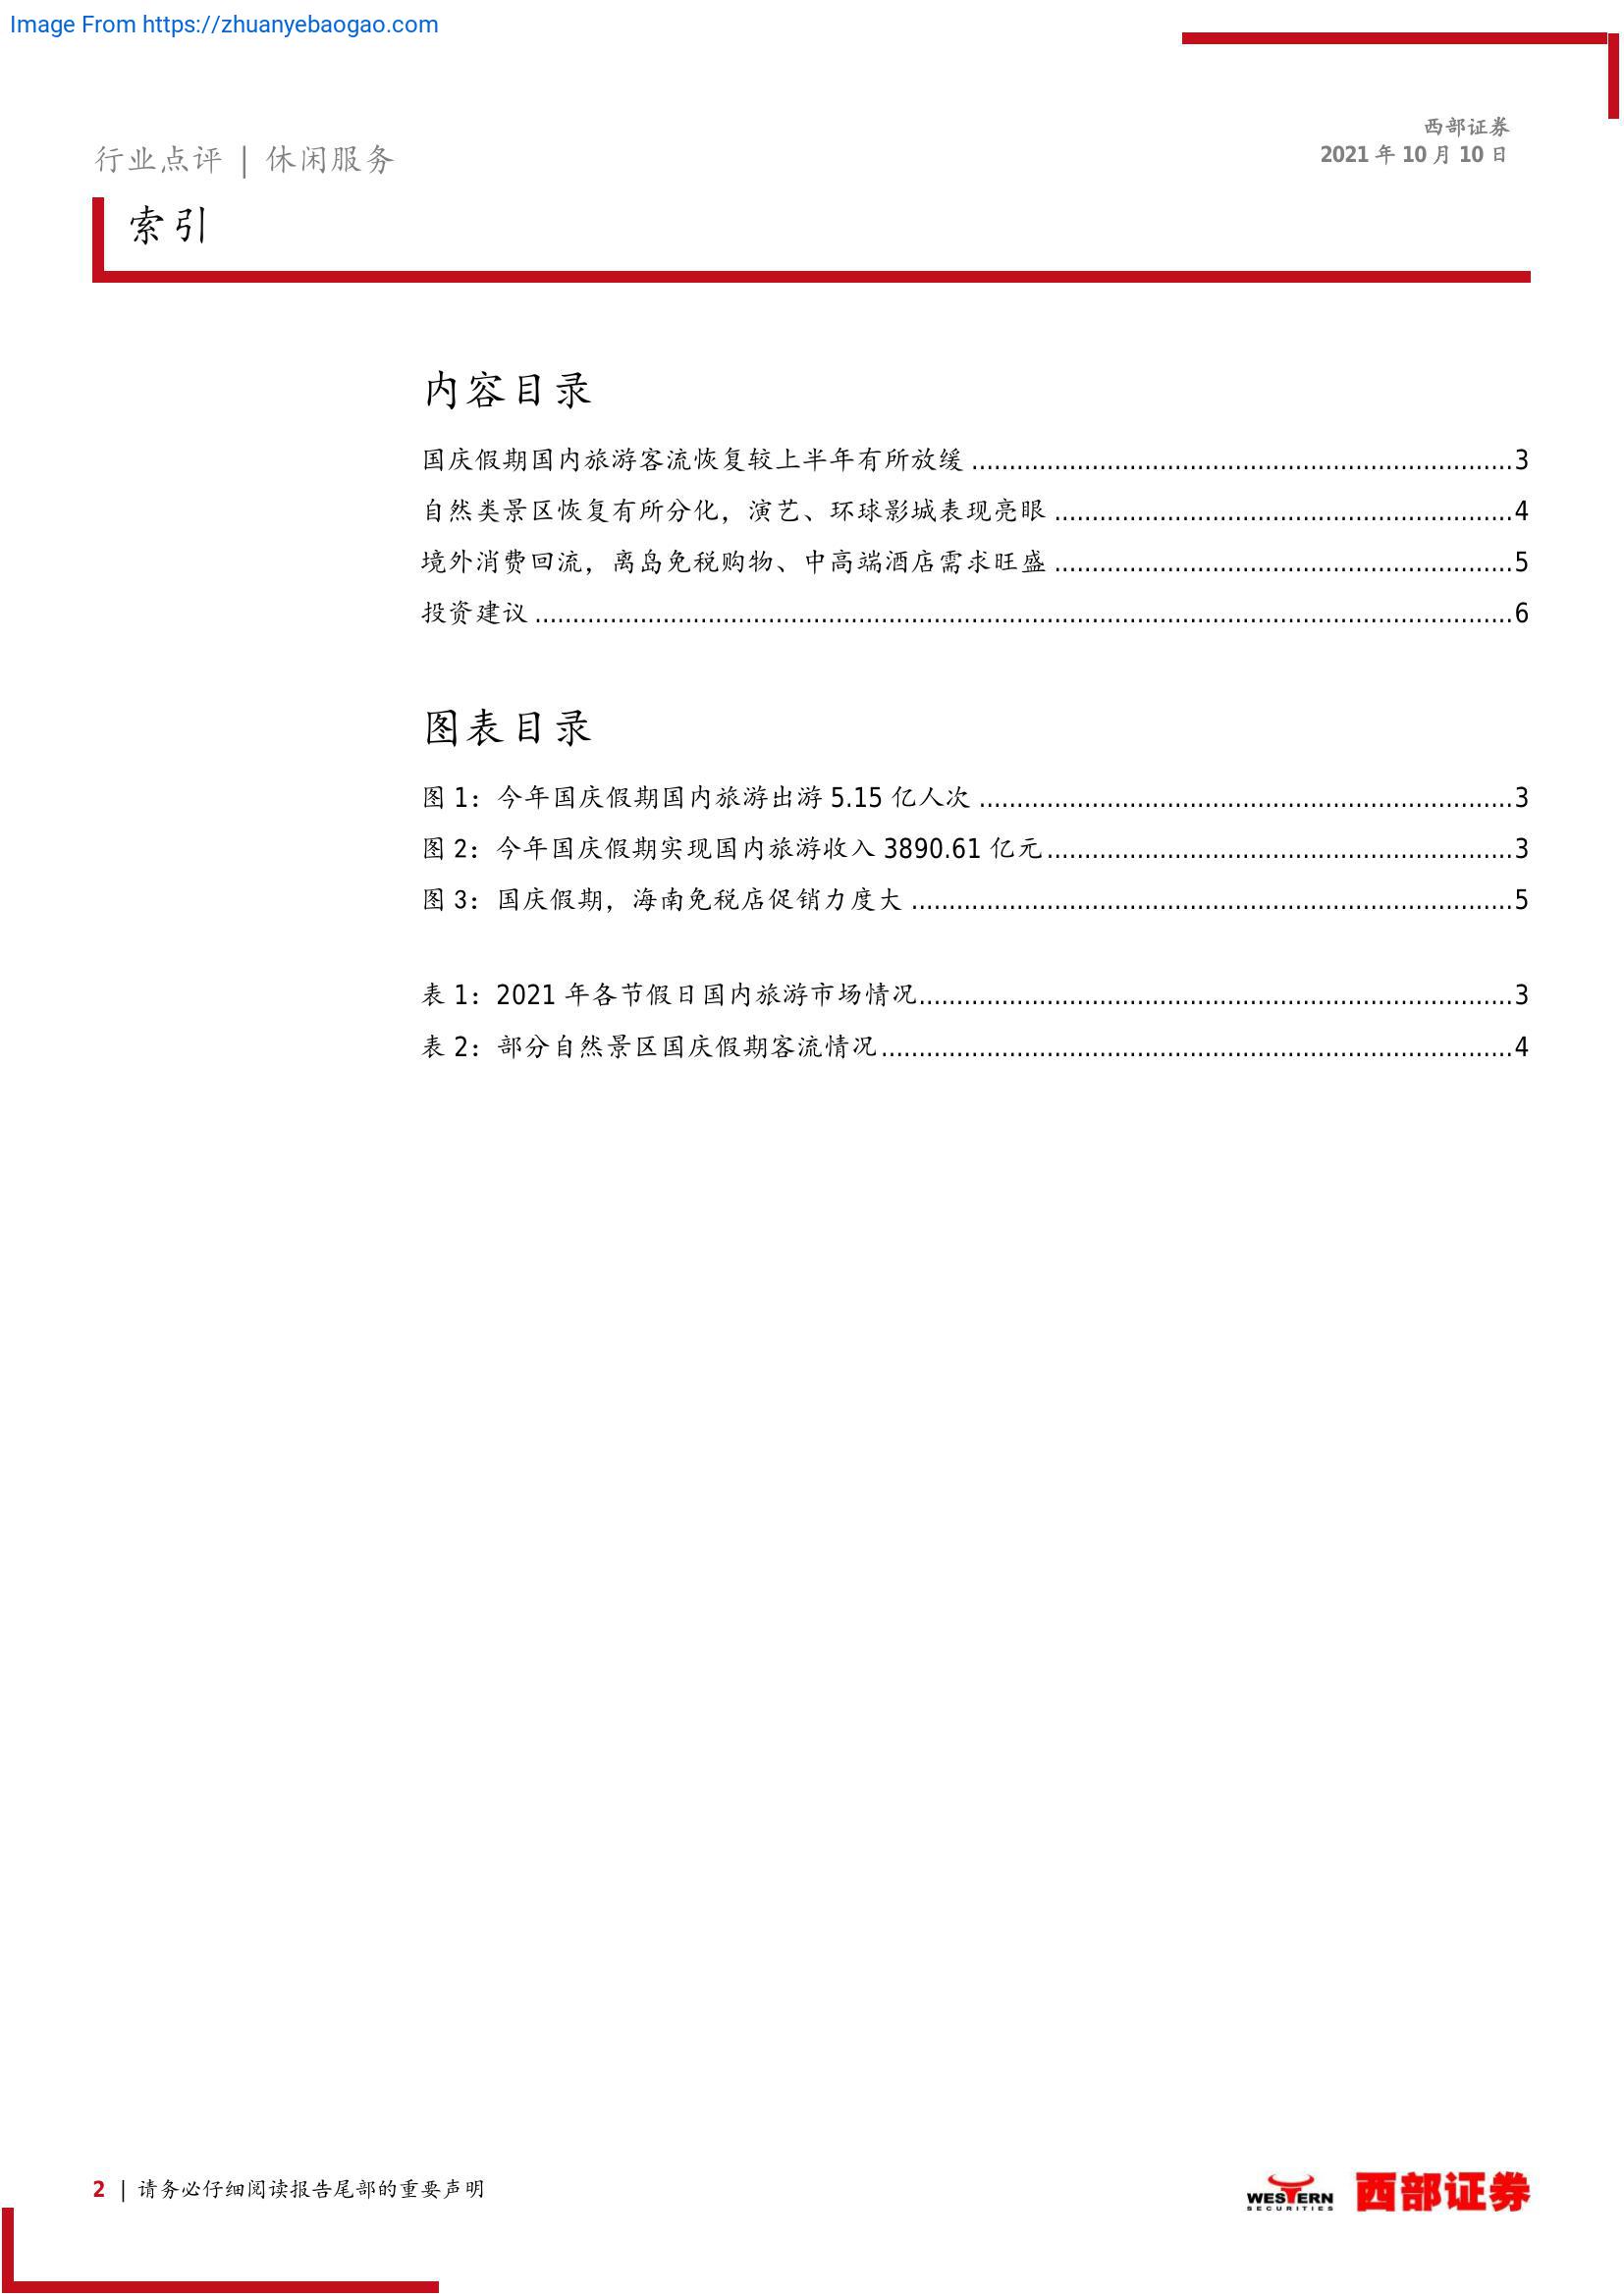 Image From https://zhuanyebaogao.com
西部证券
行业点评 | 休闲服务
2021 年 10 月 10 日
索引
内容目录
国庆假期国内旅游客流恢复较上半年有所放缓 ........................................................................3
自然类景区恢复有所分化，演艺、环球影城表现亮眼 .............................................................4
境外消费回流，离岛免税购物、中高端酒店需求旺盛 .............................................................5
投资建议 ..................................................................................................................................6
图表目录
图 1：今年国庆假期国内旅游出游 5.15 亿人次 .......................................................................3
图 2：今年国庆假期实现国内旅游收入 3890.61 亿元..............................................................3
图 3：国庆假期，海南免税店促销力度大 ................................................................................5
表 1：2021 年各节假日国内旅游市场情况...............................................................................3
表 2：部分自然景区国庆假期客流情况....................................................................................4
2 | 请务必仔细阅读报告尾部的重要声明
WESTERN
SECURITIES
西部证券